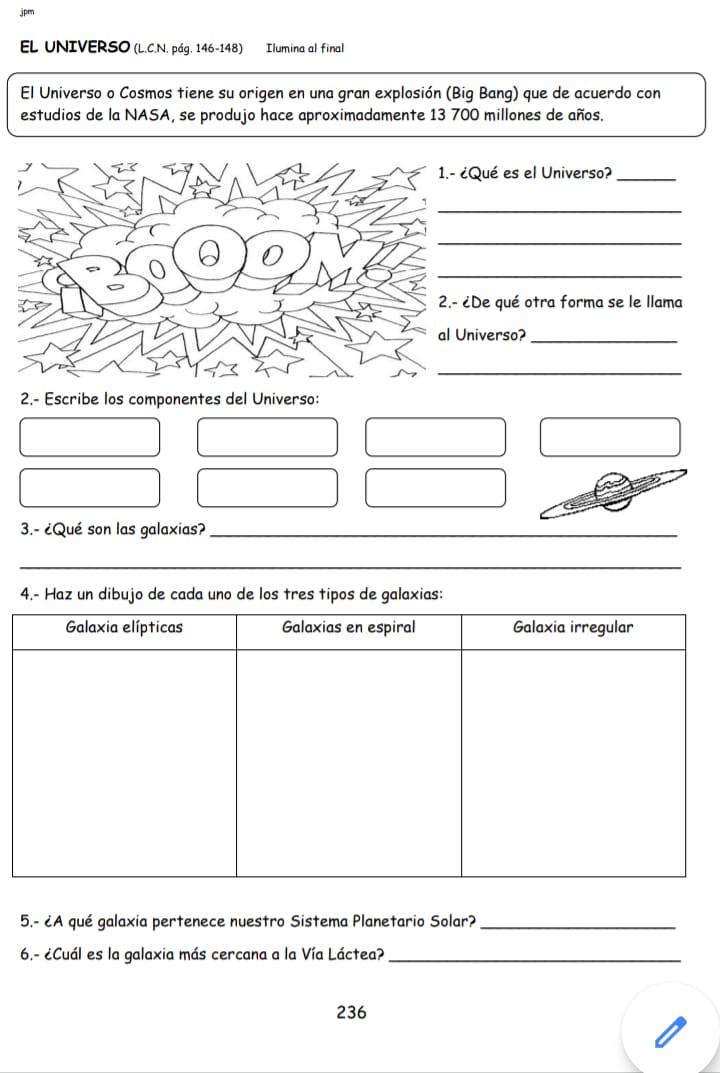 jpm
EL UNIVERSO (L.C.N. pág. 146-148) Ilumina al final
El Universo o Cosmos tiene su origen en una gran explosión (Big Bang) que de acuerdo con
estudios de la NASA, se produjo hace aproximadamente 13 700 millones de años.
¡BOOOM!
1.- ¿Qué es el Universo? ______
2.- ¿De qué otra forma se le llama
al Universo? ______
2.- Escribe los componentes del Universo:
3.- ¿Qué son las galaxias? ______
4.- Haz un dibujo de cada uno de los tres tipos de galaxias:
Galaxia elípticas Galaxias en espiral Galaxia irregular
5.- ¿A qué galaxia pertenece nuestro Sistema Planetario Solar? ______
6.- ¿Cuál es la galaxia más cercana a la Vía Láctea? ______
236